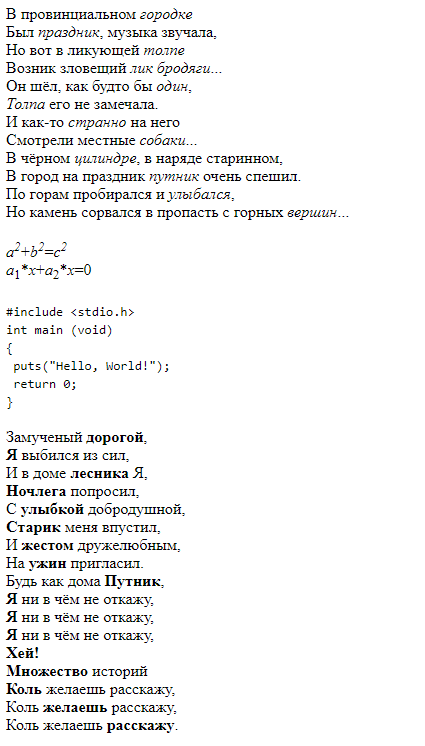 В провинциальном городке
Был праздник, музыка звучала,
Но вот в ликующей толпе
Возник зловещий лик бродяги...
Он шёл, как будто бы один,
Толпа его не замечала.
И как-то странно на него
Смотрели местные собаки...
В чёрном цилиндре, в наряде старинном,
В город на праздник путник очень спешил.
По горам пробирался и улыбался,
Но камень сорвался в пропасть с горных вершин...
a²+b²=c²
a₁*x+a₂*x=0
#include <stdio.h>
int main (void)
{
 puts("Hello, World!");
 return 0;
}
Замученый дорогой,
Я выбился из сил,
И в доме лесника Я,
Ночлега попросил,
С улыбкой добродушной,
Старик меня впустил,
И жестом дружелюбным,
На ужин пригласил.
Будь как дома Путник,
Я ни в чём не откажу,
Я ни в чём не откажу,
Я ни в чём не откажу,
Хей!
Множество историй
Коль желаешь расскажу,
Коль желаешь расскажу,
Коль желаешь расскажу.